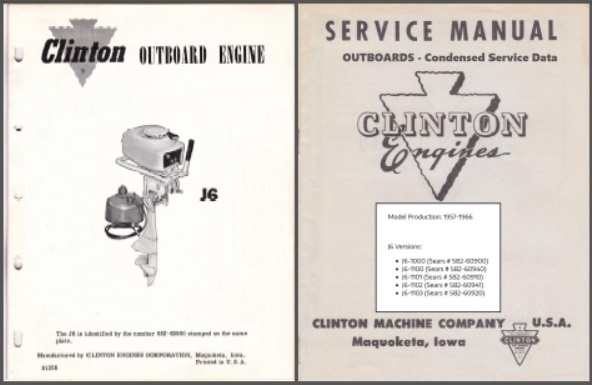 Clinton OUTBOARD ENGINE
J6
The J6 is identified by the number 582-60900 stamped on the name
plate.
Manufactured by CLINTON ENGINES CORPORATION, Maquoketa, Iowa.
Printed in U.S.A.
81258
SERVICE MANUAL
OUTBOARDS - Condensed Service Data
CLINTON
Engines
Model Production: 1957-1966
J6 Versions:
• J6-1000 (Sears # 582-60900)
• J6-1100 (Sears # 582-60940)
• J6-1101 (Sears # 582-60910)
• J6-1102 (Sears # 582-60941)
• J6-1103 (Sears # 582-60920)
CLINTON MACHINE COMPANY U.S.A.
Maquoketa, Iowa
CLINTON